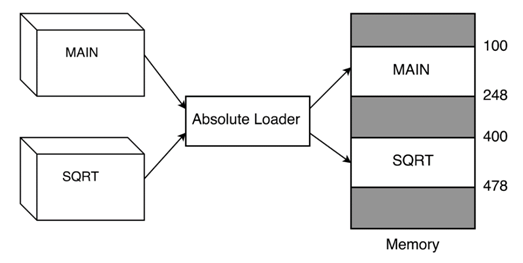 MAIN
SQRT
Absolute Loader
100
MAIN
248
400
SQRT
478
Memory